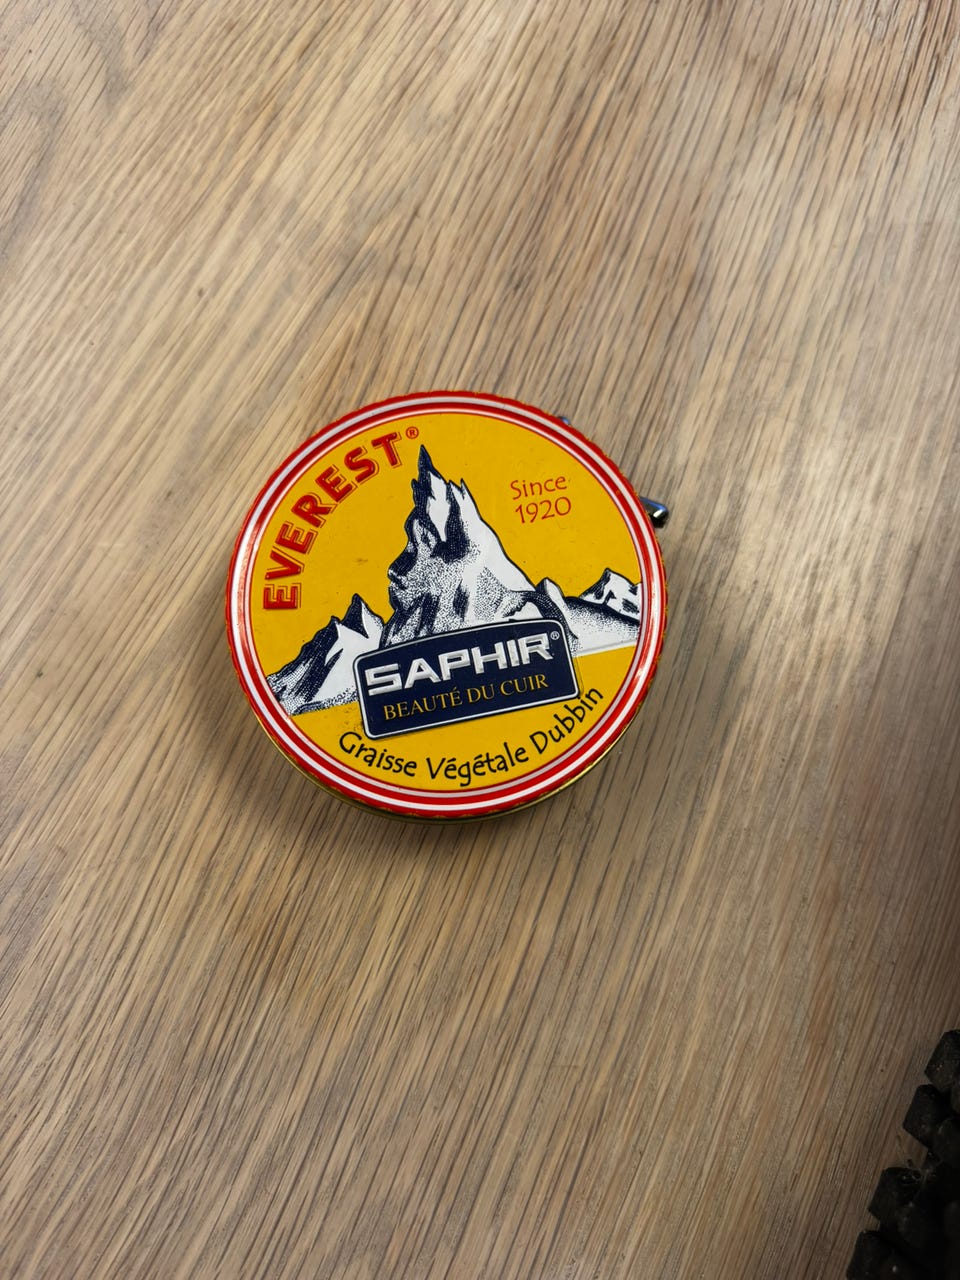 EVEREST®
Since
1920
SAPHIR®
BEAUTÉ DU CUIR
Graisse Végétale Dubbin